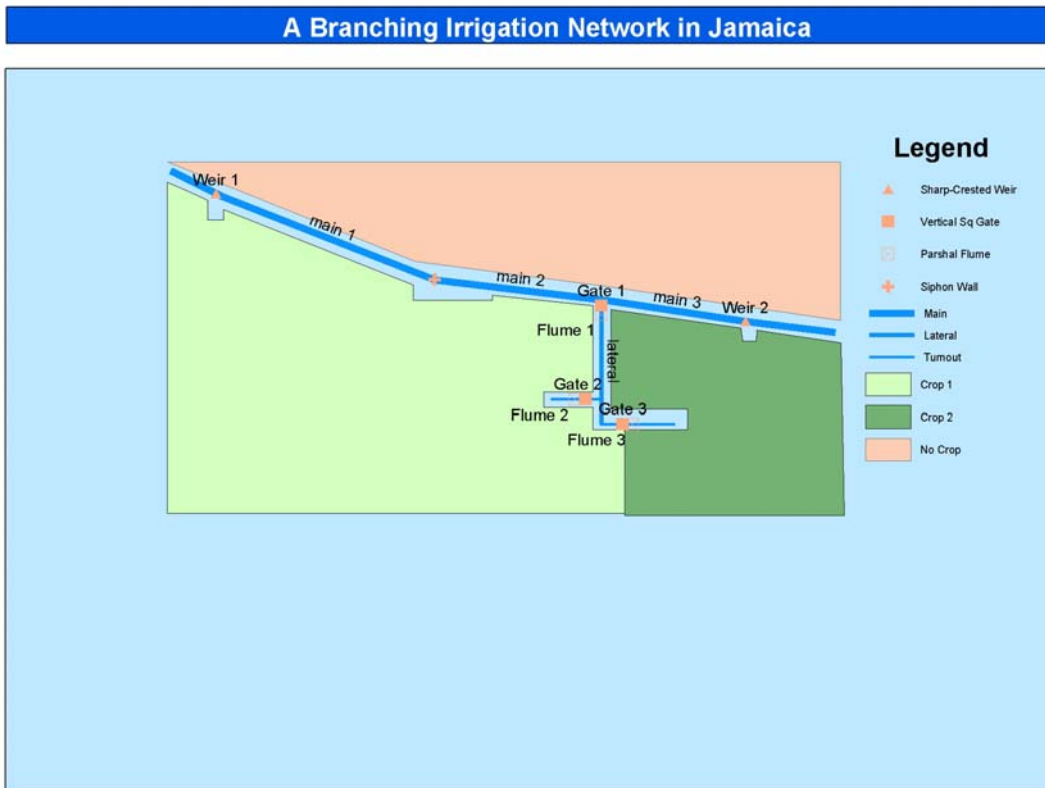 A Branching Irrigation Network in Jamaica
Legend
Weir 1
main 1
main 2
Gate 1
main 3
Weir 2
Flume 1
lateral
Gate 2
Flume 2
Gate 3
Flume 3
Sharp-Crested Weir
Vertical Sq Gate
Parshal Flume
Siphon Wall
Main
Lateral
Turnout
Crop 1
Crop 2
No Crop